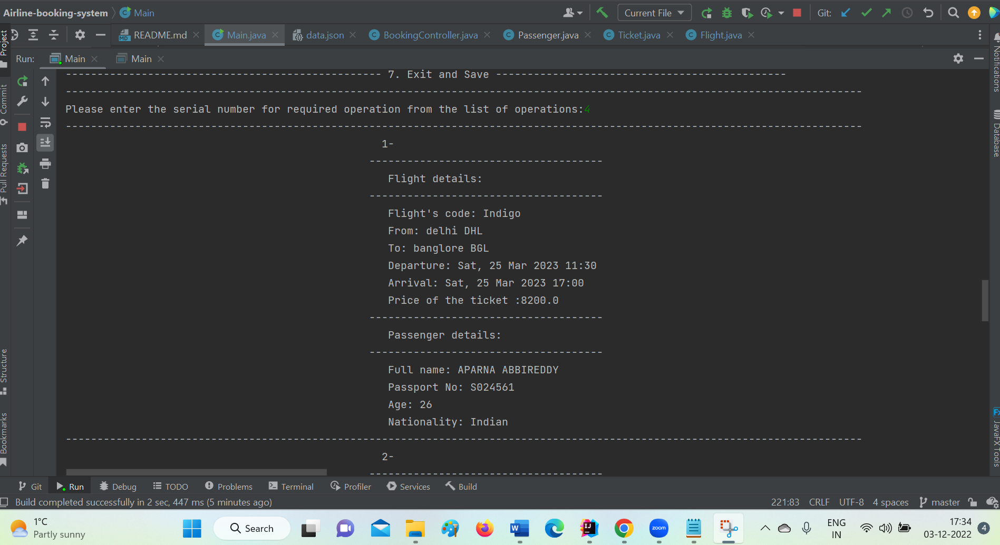 Airline-booking-system Main Current File Git:
Project README.md Main.java data.json BookingController.java Passenger.java Ticket.java Flight.java
Run: Main Main
Notifications
Commit
Database
Pull Requests
Structure
Bookmarks
JavaFX Tools
-------------------------------------------------- 7. Exit and Save ----------------------------------------------
------------------------------------------------------------------------------------------------------------------------------
Please enter the serial number for required operation from the list of operations:4
------------------------------------------------------------------------------------------------------------------------------
1-
-------------------------------------
Flight details:
-------------------------------------
Flight's code: Indigo
From: delhi DHL
To: banglore BGL
Departure: Sat, 25 Mar 2023 11:30
Arrival: Sat, 25 Mar 2023 17:00
Price of the ticket :8200.0
-------------------------------------
Passenger details:
-------------------------------------
Full name: APARNA ABBIREDDY
Passport No: S024561
Age: 26
Nationality: Indian
------------------------------------------------------------------------------------------------------------------------------
2-
-------------------------------------
Git Run Debug TODO Problems Terminal Profiler Services Build
Build completed successfully in 2 sec, 447 ms (5 minutes ago) 221:83 CRLF UTF-8 4 spaces master
1°C
Partly sunny
Search
zoom
ENG
IN
17:34
03-12-2022
4